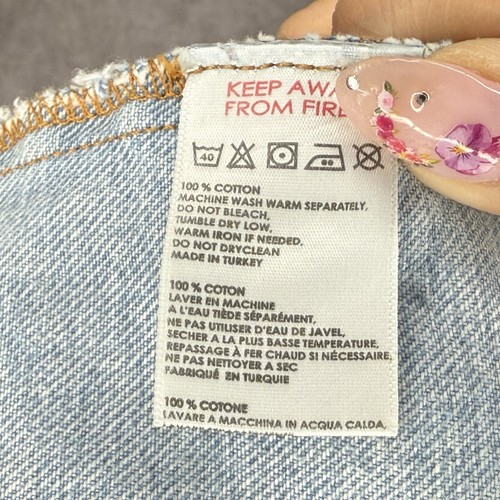 KEEP AWA
FROM FIRE
40
100 % COTTON
MACHINE WASH WARM SEPARATELY,
DO NOT BLEACH,
TUMBLE DRY LOW,
WARM IRON IF NEEDED.
DO NOT DRYCLEAN
MADE IN TURKEY
100 % COTON
LAVER EN MACHINE
A L'EAU TIÈDE SÉPARÉMENT,
NE PAS UTILISER D'EAU DE JAVEL,
SECHER A LA PLUS BASSE TEMPERATURE,
REPASSAGE À FER CHAUD SI NÉCESSAIRE,
NE PAS NETTOYER A SEC
FABRIQUÉ EN TURQUIE
100 % COTONE
LAVARE A MACCHINA IN ACQUA CALDA,